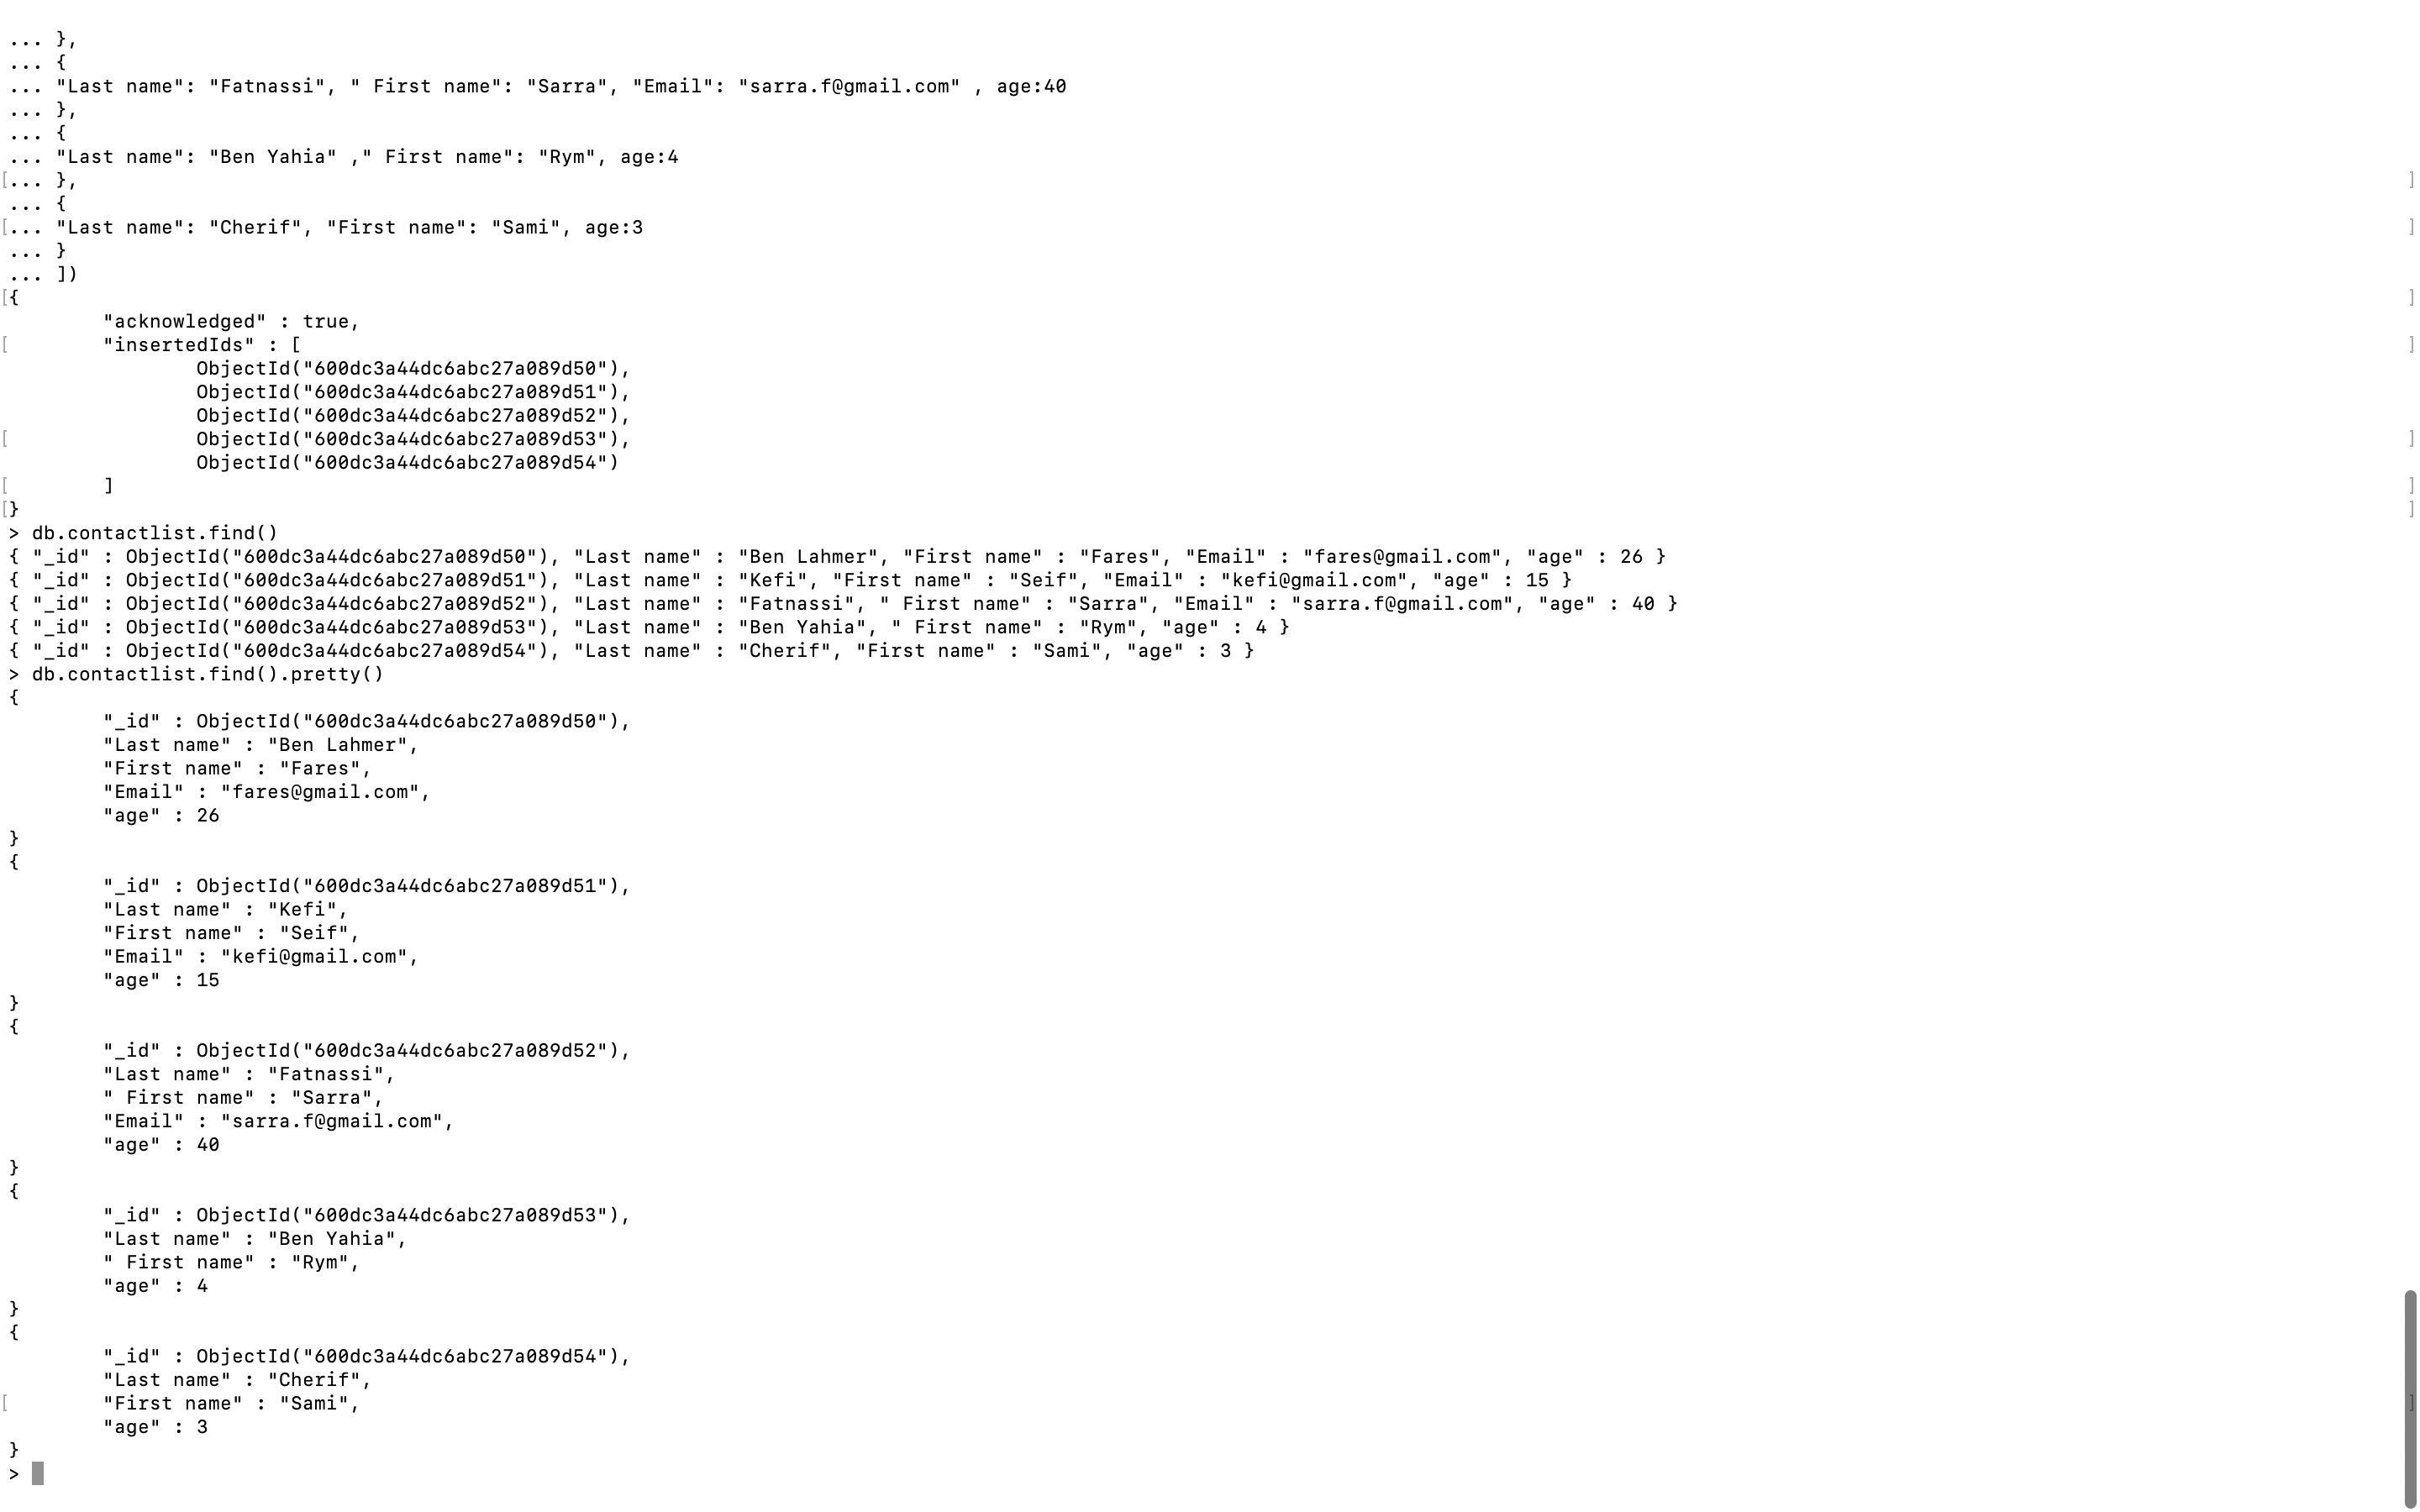 ... },
... {
... "Last name": "Fatnassi", " First name": "Sarra", "Email": "sarra.f@gmail.com" , age:40
... },
... {
... "Last name": "Ben Yahia" ," First name": "Rym", age:4
[... }, ]
... {
[... "Last name": "Cherif", "First name": "Sami", age:3 ]
... }
... ])
[{ ]
"acknowledged" : true,
[ "insertedIds" : [ ]
ObjectId("600dc3a44dc6abc27a089d50"),
ObjectId("600dc3a44dc6abc27a089d51"),
ObjectId("600dc3a44dc6abc27a089d52"),
[ ObjectId("600dc3a44dc6abc27a089d53"), ]
ObjectId("600dc3a44dc6abc27a089d54")
[ ] ]
[} ]
> db.contactlist.find()
{ "_id" : ObjectId("600dc3a44dc6abc27a089d50"), "Last name" : "Ben Lahmer", "First name" : "Fares", "Email" : "fares@gmail.com", "age" : 26 }
{ "_id" : ObjectId("600dc3a44dc6abc27a089d51"), "Last name" : "Kefi", "First name" : "Seif", "Email" : "kefi@gmail.com", "age" : 15 }
{ "_id" : ObjectId("600dc3a44dc6abc27a089d52"), "Last name" : "Fatnassi", " First name" : "Sarra", "Email" : "sarra.f@gmail.com", "age" : 40 }
{ "_id" : ObjectId("600dc3a44dc6abc27a089d53"), "Last name" : "Ben Yahia", " First name" : "Rym", "age" : 4 }
{ "_id" : ObjectId("600dc3a44dc6abc27a089d54"), "Last name" : "Cherif", "First name" : "Sami", "age" : 3 }
> db.contactlist.find().pretty()
{
"_id" : ObjectId("600dc3a44dc6abc27a089d50"),
"Last name" : "Ben Lahmer",
"First name" : "Fares",
"Email" : "fares@gmail.com",
"age" : 26
}
{
"_id" : ObjectId("600dc3a44dc6abc27a089d51"),
"Last name" : "Kefi",
"First name" : "Seif",
"Email" : "kefi@gmail.com",
"age" : 15
}
{
"_id" : ObjectId("600dc3a44dc6abc27a089d52"),
"Last name" : "Fatnassi",
" First name" : "Sarra",
"Email" : "sarra.f@gmail.com",
"age" : 40
}
{
"_id" : ObjectId("600dc3a44dc6abc27a089d53"),
"Last name" : "Ben Yahia",
" First name" : "Rym",
"age" : 4
}
{
"_id" : ObjectId("600dc3a44dc6abc27a089d54"),
"Last name" : "Cherif",
[ "First name" : "Sami", ]
"age" : 3
}
>